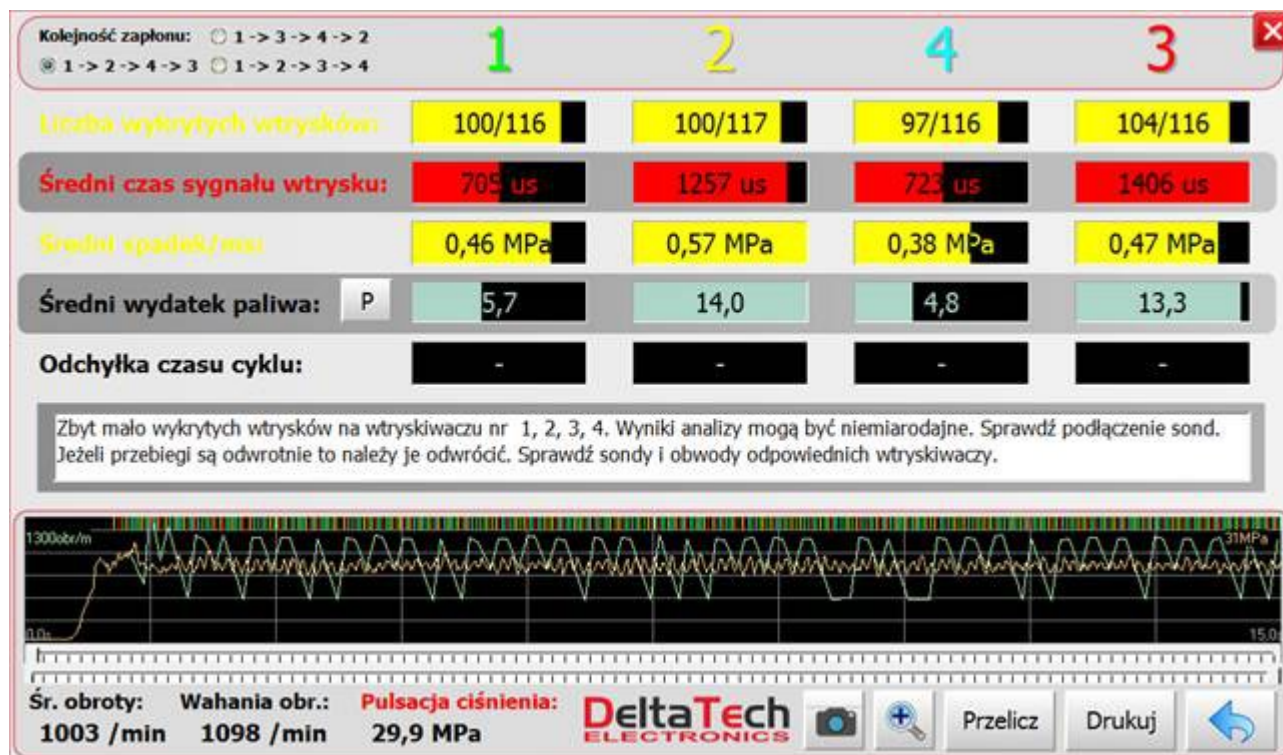 Kolejność zapłonu: 1 -> 3 -> 4 -> 2
1 -> 2 -> 4 -> 3 1 -> 2 -> 3 -> 4
1 2 4 3
Liczba wykrytych wtrysków: 100/116 100/117 97/116 104/116
Średni czas sygnału wtrysku: 705 us 1257 us 723 us 1406 us
Średni spadek/ms: 0,46 MPa 0,57 MPa 0,38 MPa 0,47 MPa
Średni wydatek paliwa: P 5,7 14,0 4,8 13,3
Odchyłka czasu cyklu: - - - -
Zbyt mało wykrytych wtrysków na wtryskiwaczu nr 1, 2, 3, 4. Wyniki analizy mogą być niemiarodajne. Sprawdź podłączenie sond.
Jeżeli przebiegi są odwrotnie to należy je odwrócić. Sprawdź sondy i obwody odpowiednich wtryskiwaczy.
1300obr/m 31MPa
0,0s 15,0
Śr. obroty: Wahania obr.: Pulsacja ciśnienia:
1003 /min 1098 /min 29,9 MPa
DeltaTech
ELECTRONICS
Przelicz Drukuj